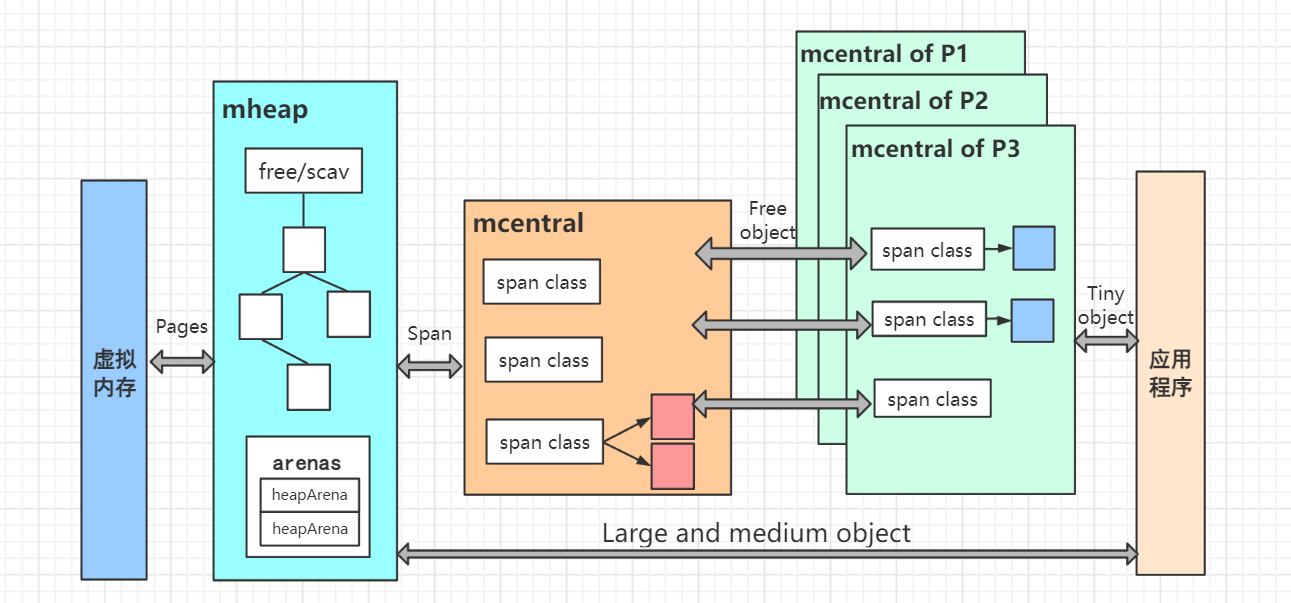 虚拟
内存
Pages
mheap
free/scav
arenas
heapArena
heapArena
Span
mcentral
span class
span class
span class
Free
object
mcentral of P1
mcentral of P2
mcentral of P3
span class
span class
span class
Tiny
object
应用
程序
Large and medium object